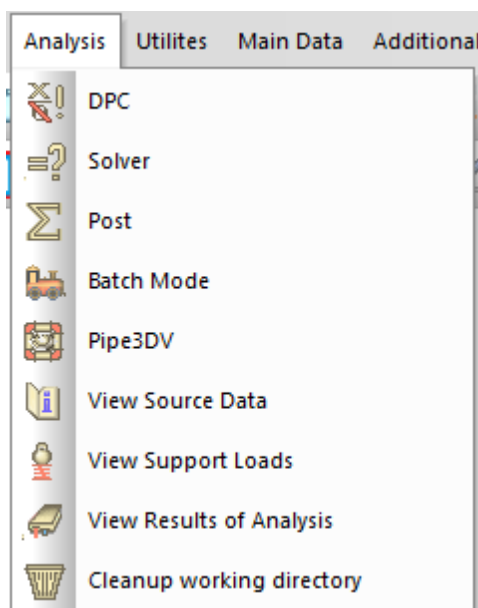 Analysis Utilites Main Data Additional
DPC
Solver
Post
Batch Mode
Pipe3DV
View Source Data
View Support Loads
View Results of Analysis
Cleanup working directory